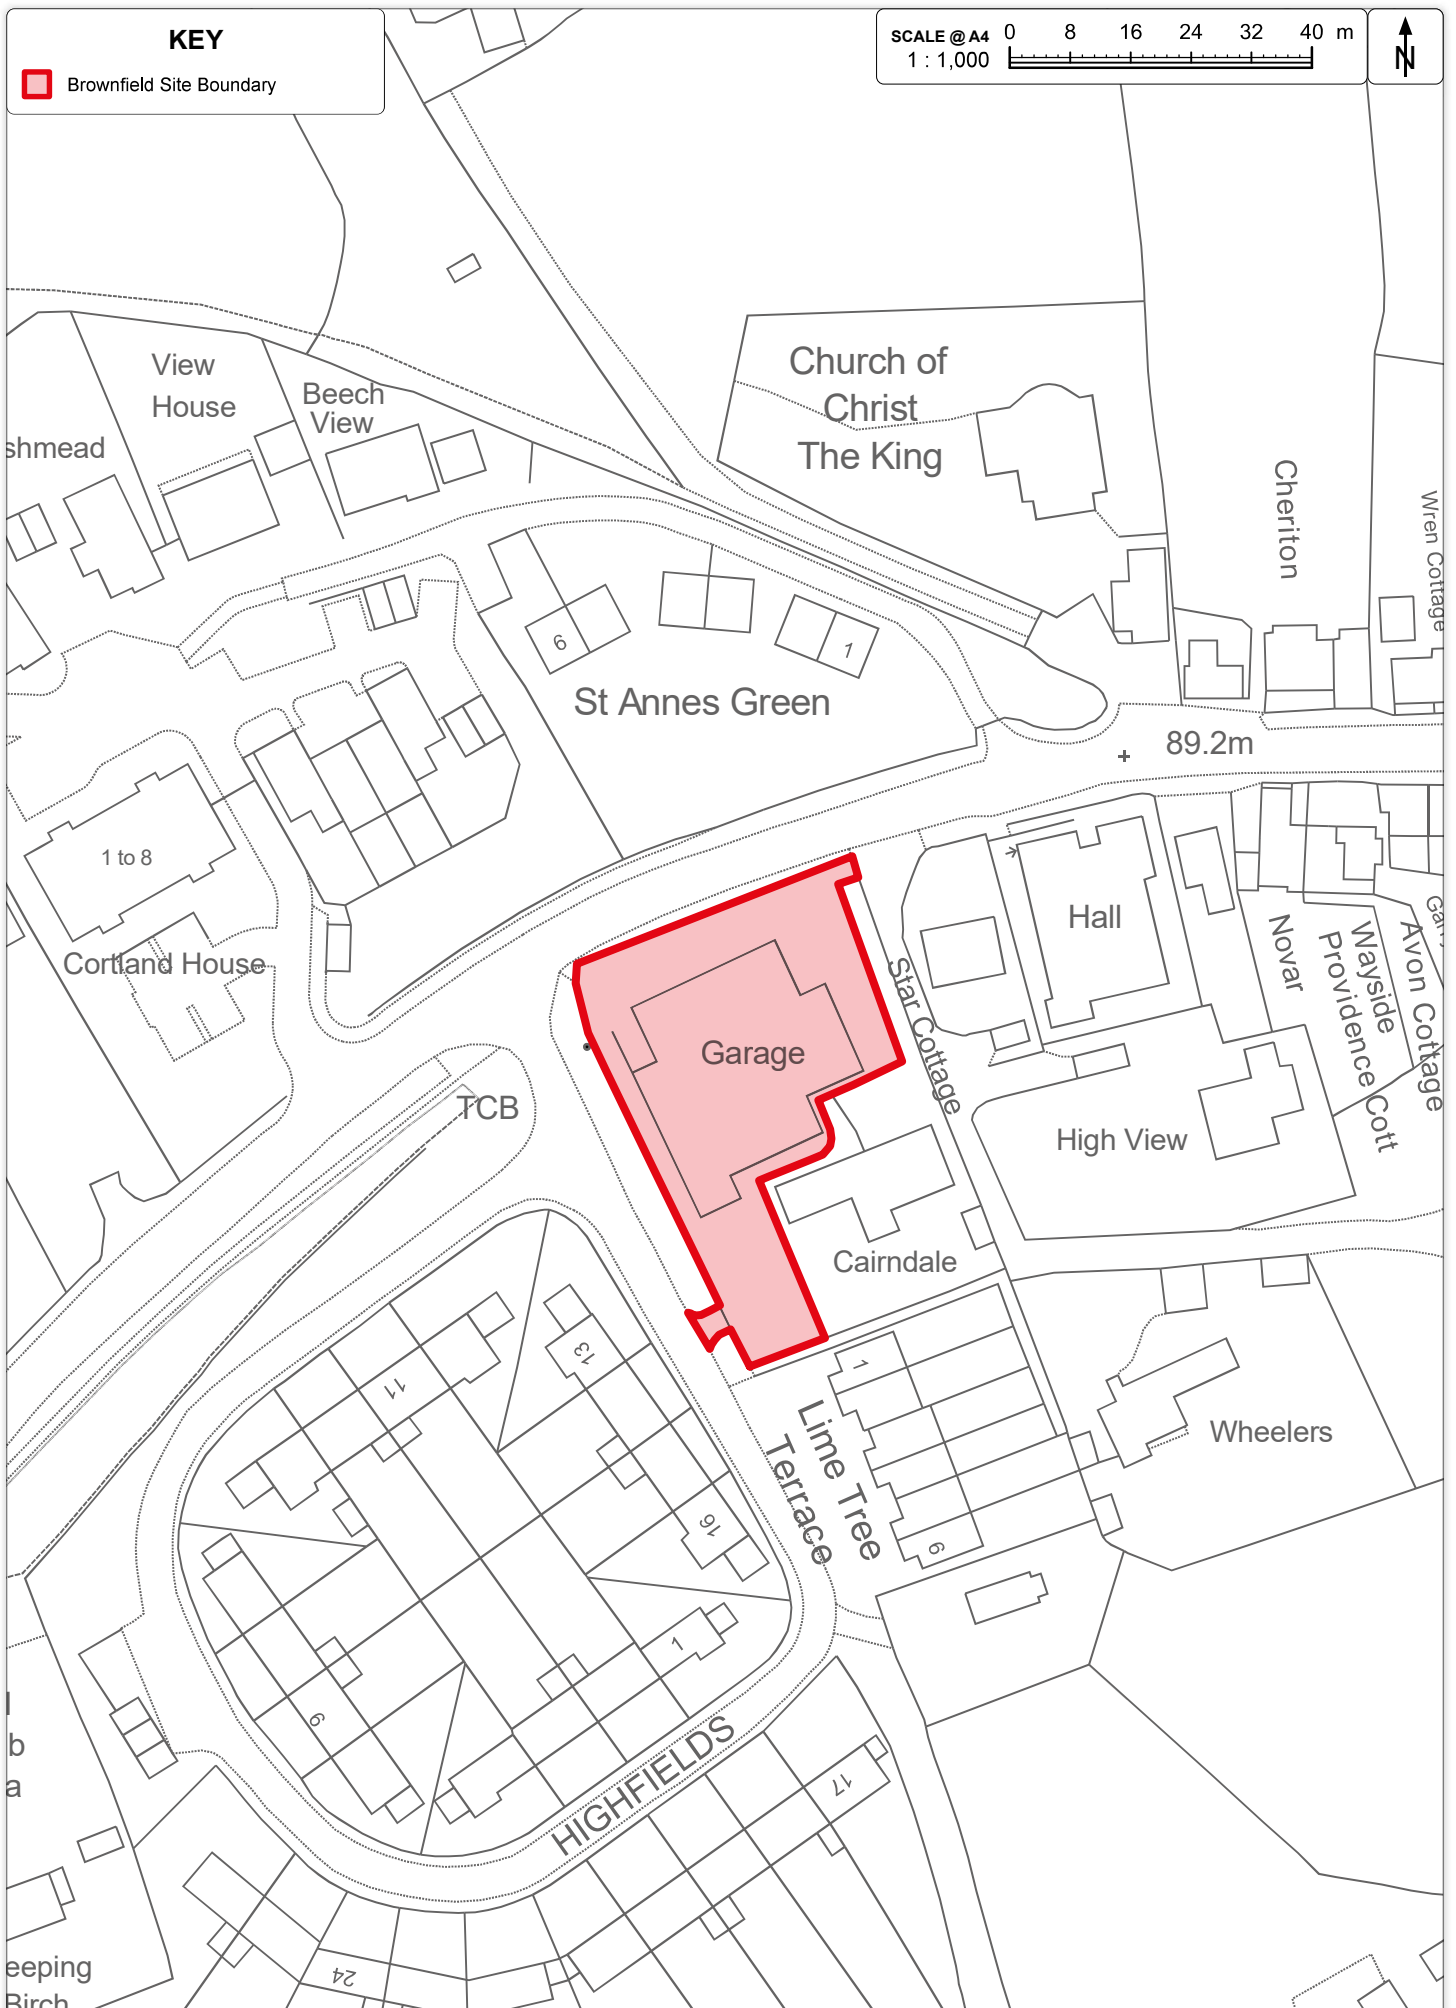 KEY
Brownfield Site Boundary
SCALE @ A4
1 : 1,000
0 8 16 24 32 40 m
N
View
House
Beech
View
shmead
Church of
Christ
The King
Cheriton
Wren Cottage
6
1
St Annes Green
89.2m
1 to 8
Cortland House
Hall
Novar
Wayside
Providence Cott
Avon Cottage
Star Cottage
Garage
TCB
High View
Cairndale
11
13
16
1
Lime Tree
Terrace
6
Wheelers
1
9
HIGHFIELDS
17
24
b
a
eeping
Birch